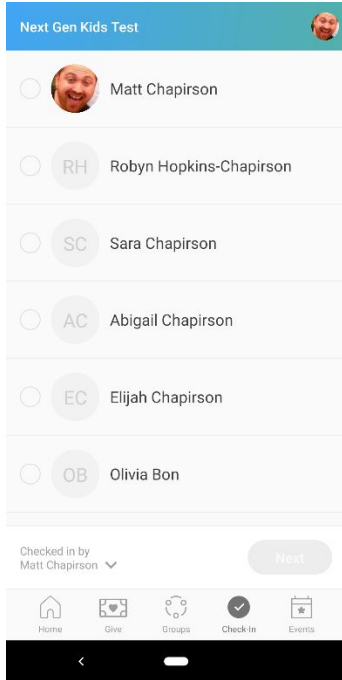 Next Gen Kids Test
Matt Chapirson
RH Robyn Hopkins-Chapirson
SC Sara Chapirson
AC Abigail Chapirson
EC Elijah Chapirson
OB Olivia Bon
Checked in by
Matt Chapirson
Next
Home Give Groups Check-In Events